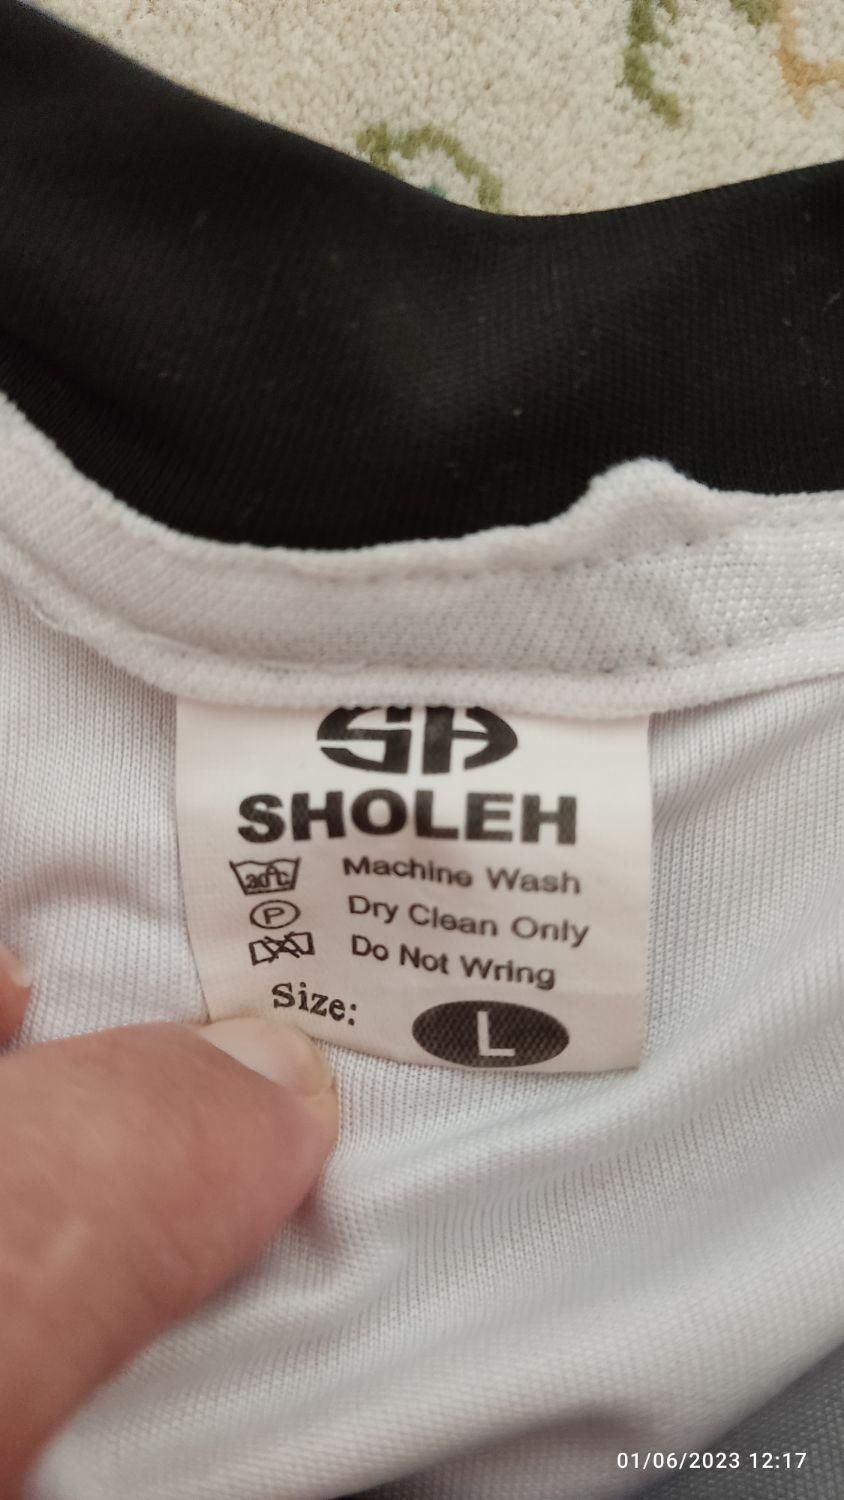 SH
SHOLEH
30°C Machine Wash
P Dry Clean Only
Do Not Wring
Size: L
01/06/2023 12:17